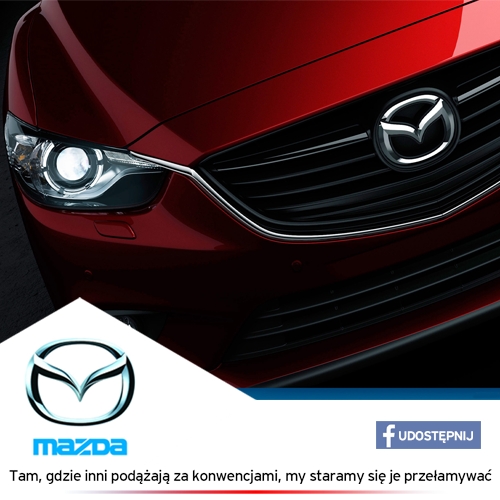 mazda
f UDOSTĘPNIJ
Tam, gdzie inni podążają za konwencjami, my staramy się je przełamywać